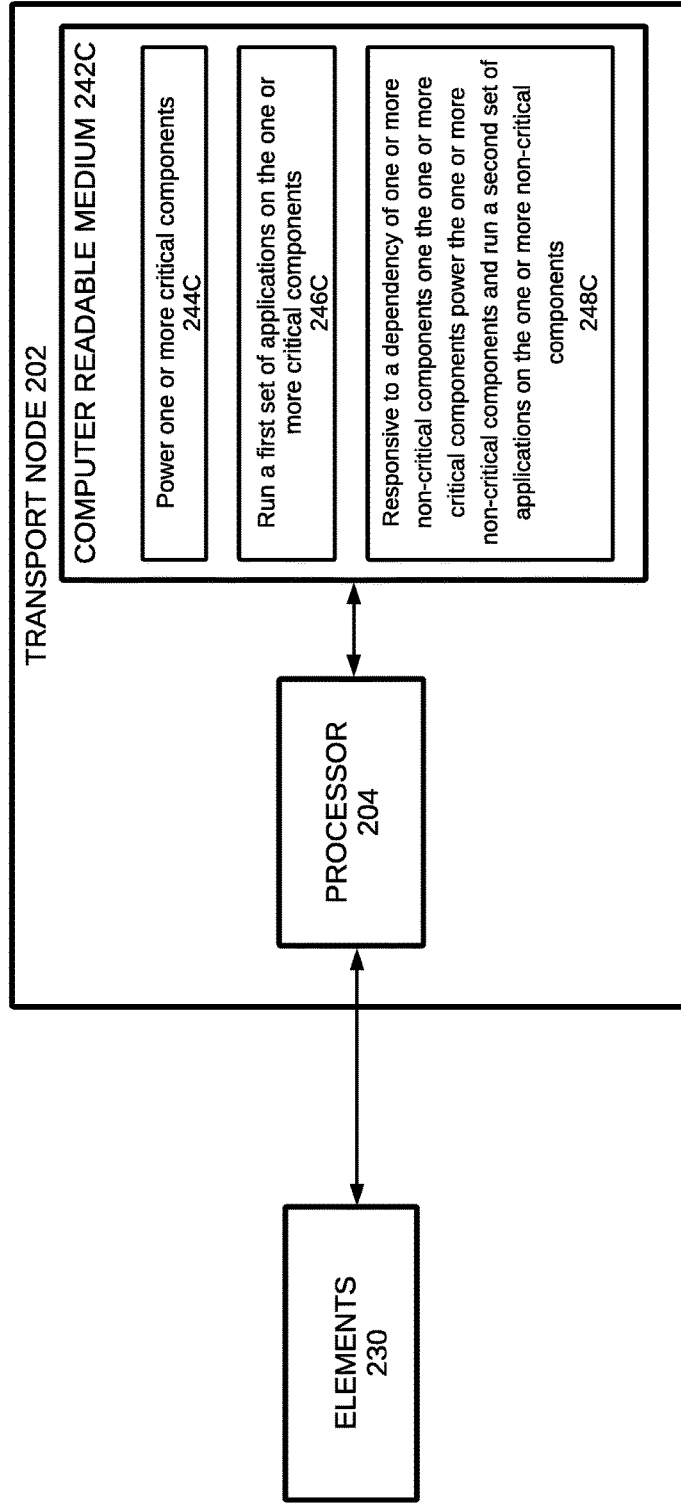 TRANSPORT NODE 202
COMPUTER READABLE MEDIUM 242C
Power one or more critical components
244C
Run a first set of applications on the one or
more critical components
246C
Responsive to a dependency of one or more
non-critical components one the one or more
critical components power the one or more
non-critical components and run a second set of
applications on the one or more non-critical
components
248C
PROCESSOR
204
ELEMENTS
230